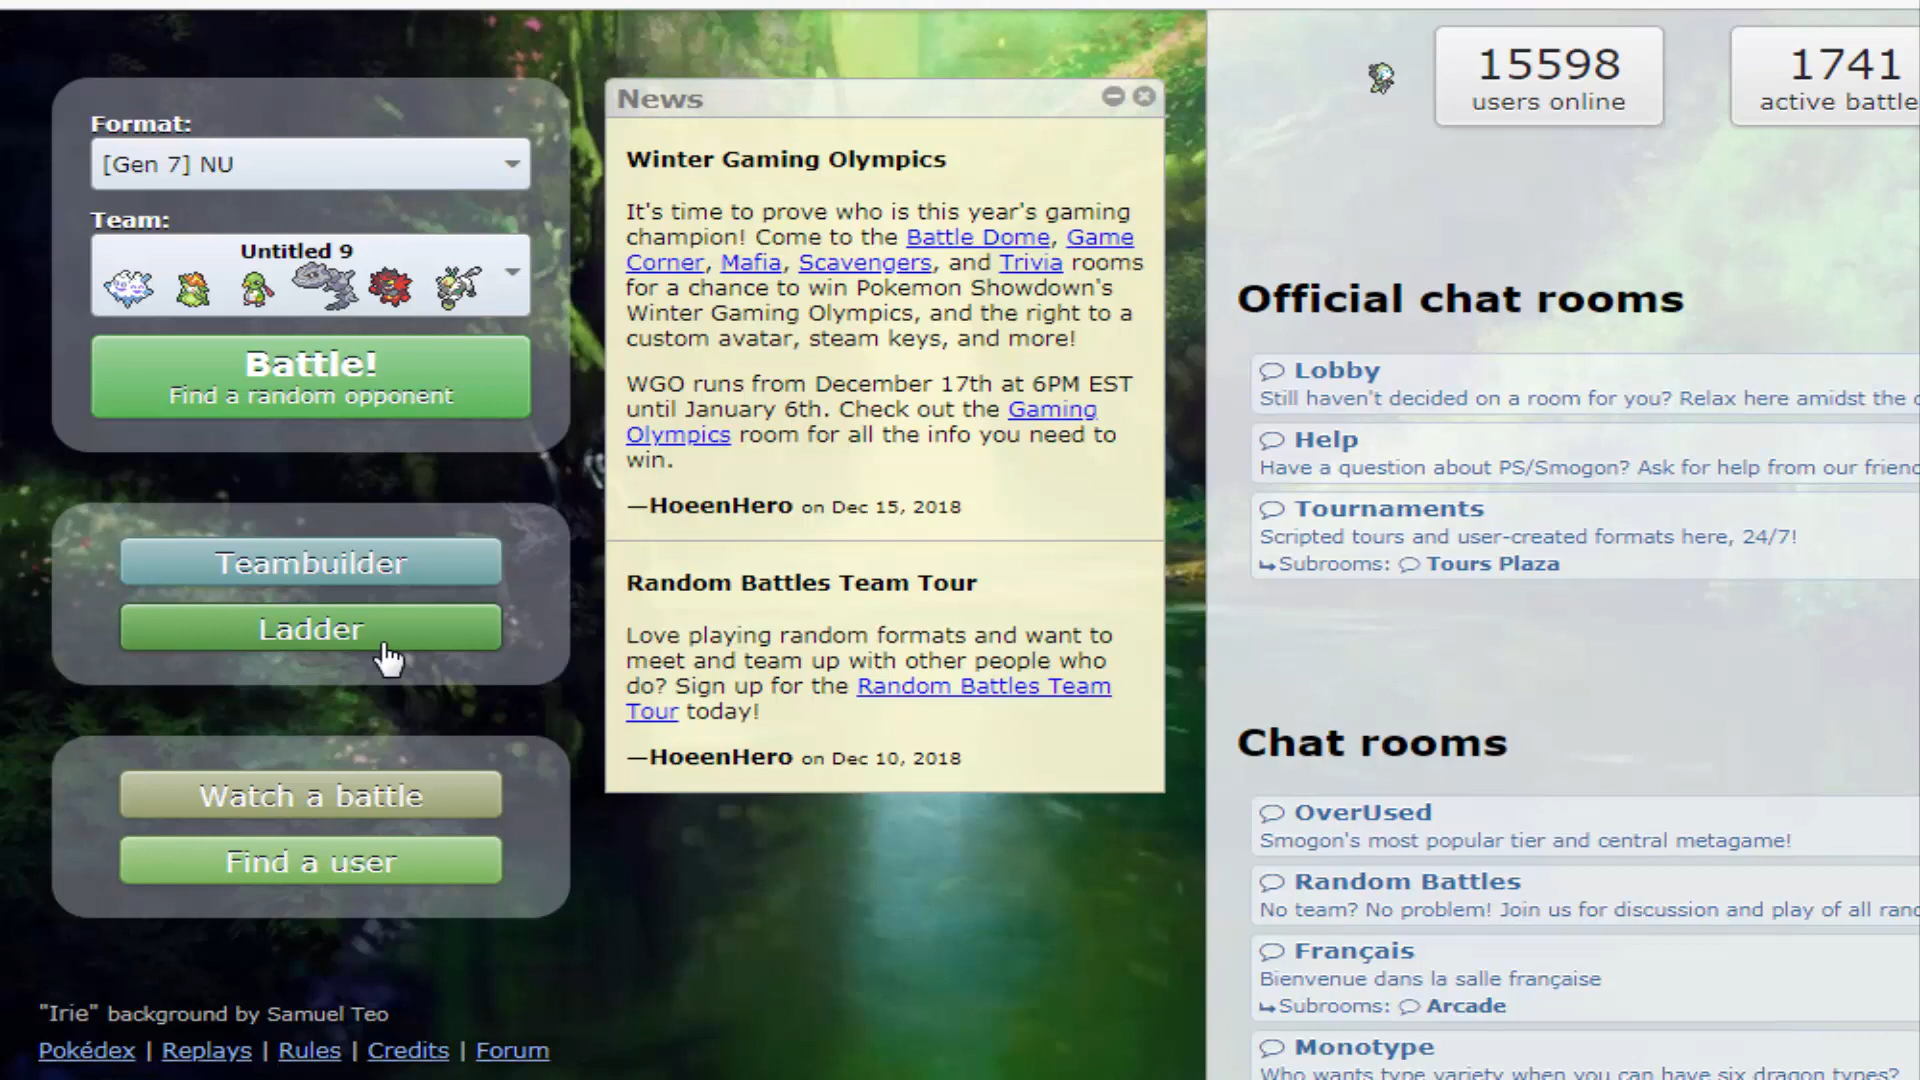 Format:
[Gen 7] NU
Team:
Untitled 9
Battle!
Find a random opponent
Teambuilder
Ladder
Watch a battle
Find a user
"Irie" background by Samuel Teo
Pokédex | Replays | Rules | Credits | Forum
News
Winter Gaming Olympics
It's time to prove who is this year's gaming
champion! Come to the Battle Dome, Game
Corner, Mafia, Scavengers, and Trivia rooms
for a chance to win Pokemon Showdown's
Winter Gaming Olympics, and the right to a
custom avatar, steam keys, and more!
WGO runs from December 17th at 6PM EST
until January 6th. Check out the Gaming
Olympics room for all the info you need to
win.
—HoeenHero on Dec 15, 2018
Random Battles Team Tour
Love playing random formats and want to
meet and team up with other people who
do? Sign up for the Random Battles Team
Tour today!
—HoeenHero on Dec 10, 2018
15598
users online
1741
active battle
Official chat rooms
Lobby
Still haven't decided on a room for you? Relax here amidst the
Help
Have a question about PS/Smogon? Ask for help from our frien
Tournaments
Scripted tours and user-created formats here, 24/7!
Subrooms: Tours Plaza
Chat rooms
OverUsed
Smogon's most popular tier and central metagame!
Random Battles
No team? No problem! Join us for discussion and play of all ran
Français
Bienvenue dans la salle française
Subrooms: Arcade
Monotype
Who wants type variety when you can have six dragon types?